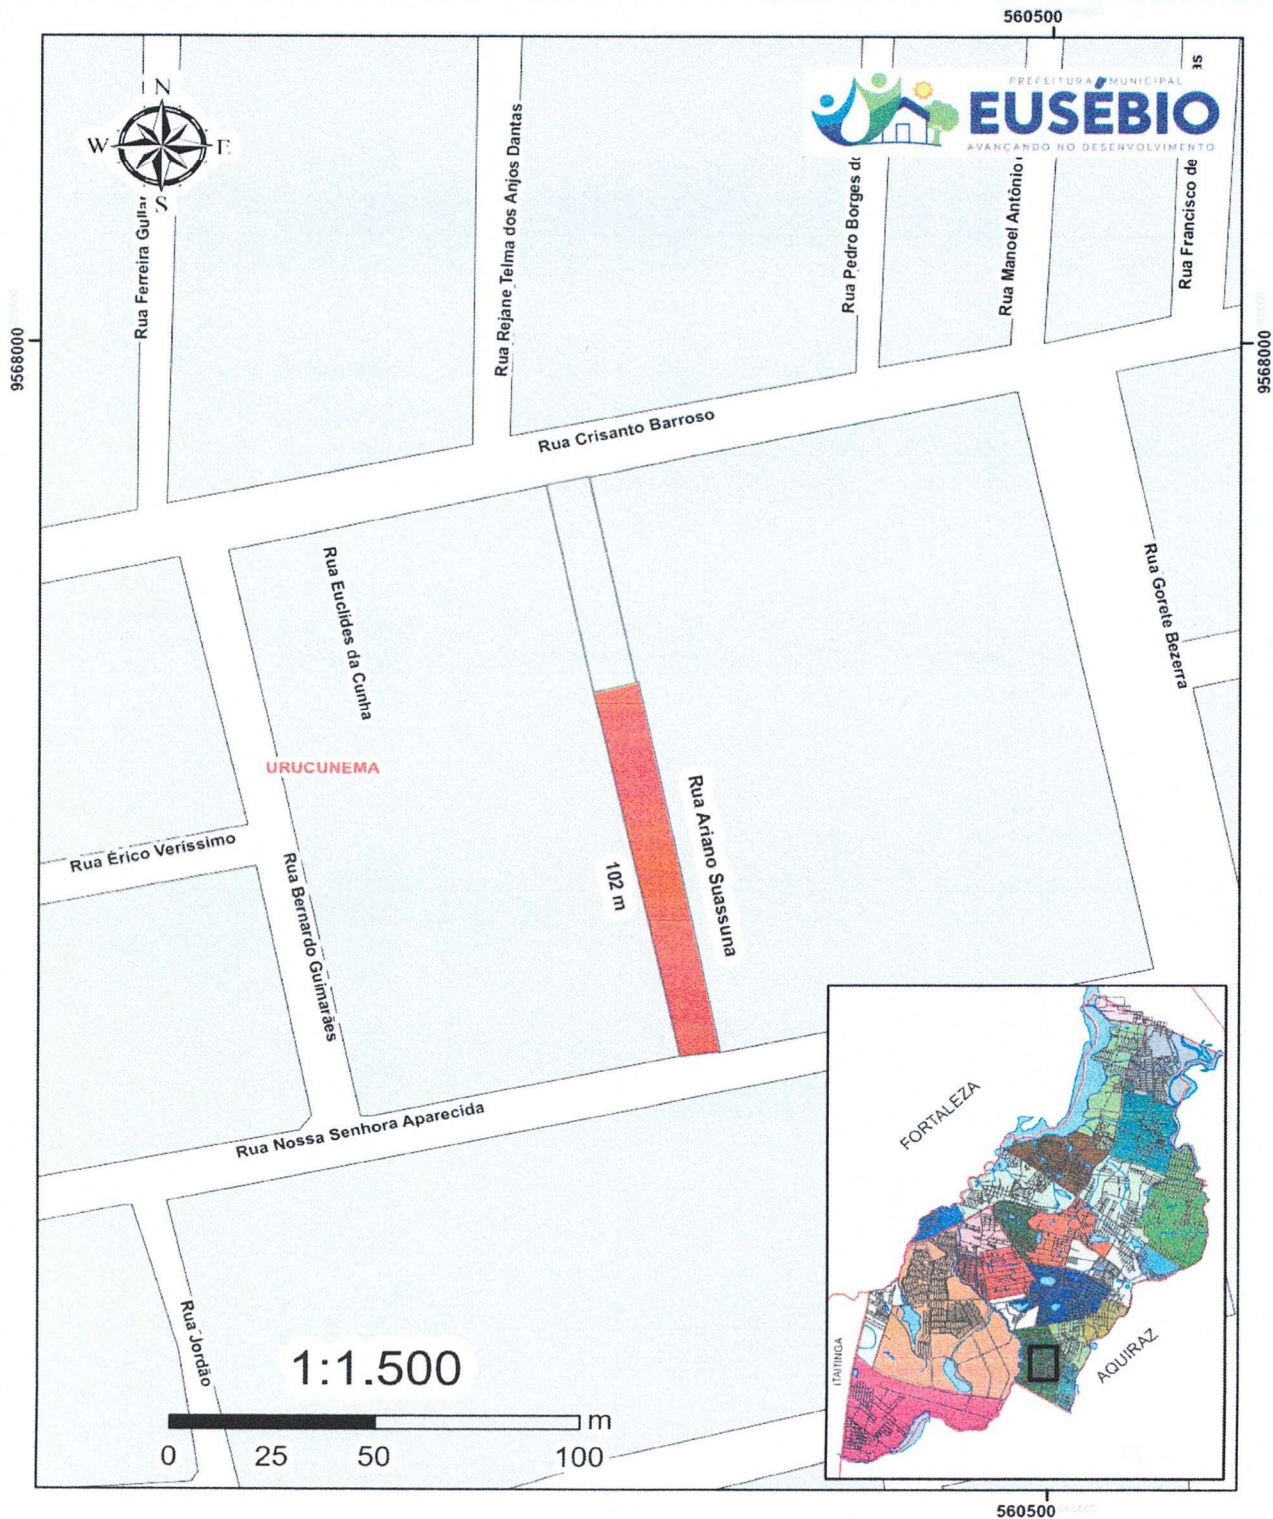 560500
N
W E
S
PREFEITURA MUNICIPAL
EUSÉBIO
AVANÇANDO NO DESENVOLVIMENTO
as
Rua Ferreira Gullar
Rua Rejane Telma dos Anjos Dantas
Rua Pedro Borges do
Rua Manoel Antônio
Rua Francisco de
9568000
9568000
Rua Crisanto Barroso
Rua Euclides da Cunha
Rua Gorete Bezerra
URUCUNEMA
Rua Érico Veríssimo
Rua Bernardo Guimarães
102 m
Rua Ariano Suassuna
Rua Nossa Senhora Aparecida
Rua Jordão
FORTALEZA
ITAITINGA
AQUIRAZ
1:1.500
m
0 25 50 100
560500